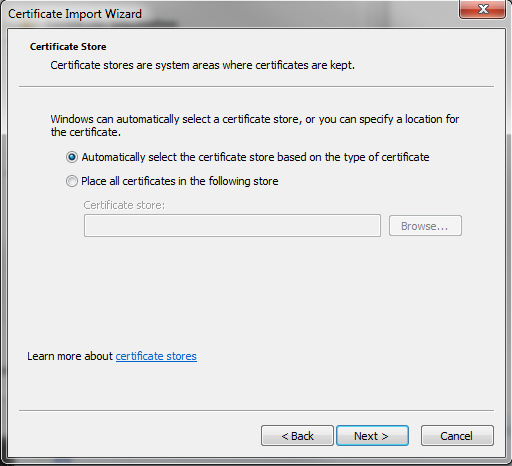 Certificate Import Wizard
Certificate Store
Certificate stores are system areas where certificates are kept.
Windows can automatically select a certificate store, or you can specify a location for
the certificate.
Automatically select the certificate store based on the type of certificate
Place all certificates in the following store
Certificate store:
Browse...
Learn more about certificate stores
< Back
Next >
Cancel